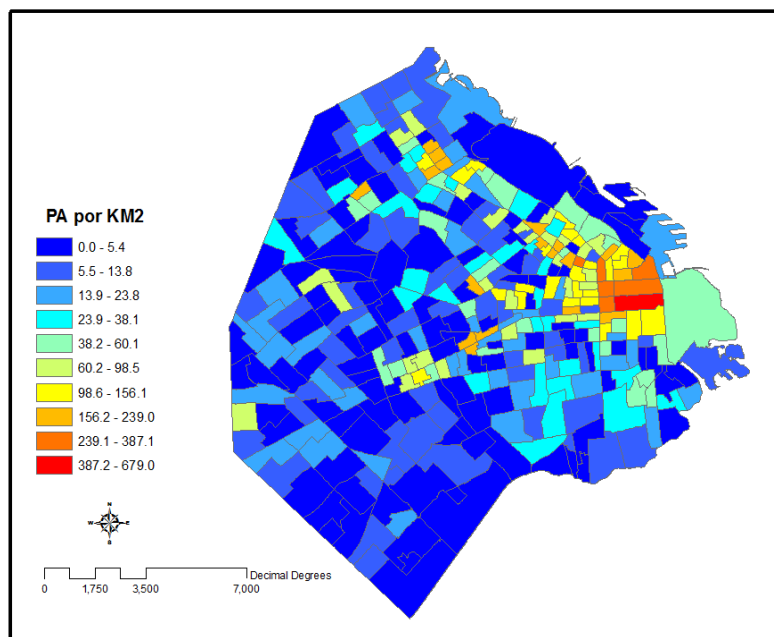 PA por KM2
0.0 - 5.4
5.5 - 13.8
13.9 - 23.8
23.9 - 38.1
38.2 - 60.1
60.2 - 98.5
98.6 - 156.1
156.2 - 239.0
239.1 - 387.1
387.2 - 679.0
N
W E
S
Decimal Degrees
0 1,750 3,500 7,000